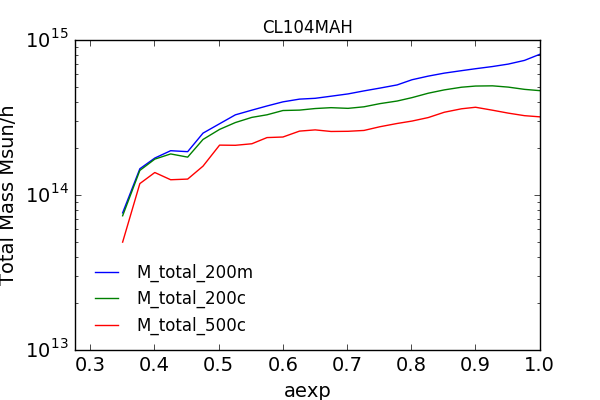 CL104MAH
10^15
10^14
10^13
Total Mass Msun/h
M_total_200m
M_total_200c
M_total_500c
0.3 0.4 0.5 0.6 0.7 0.8 0.9 1.0
aexp